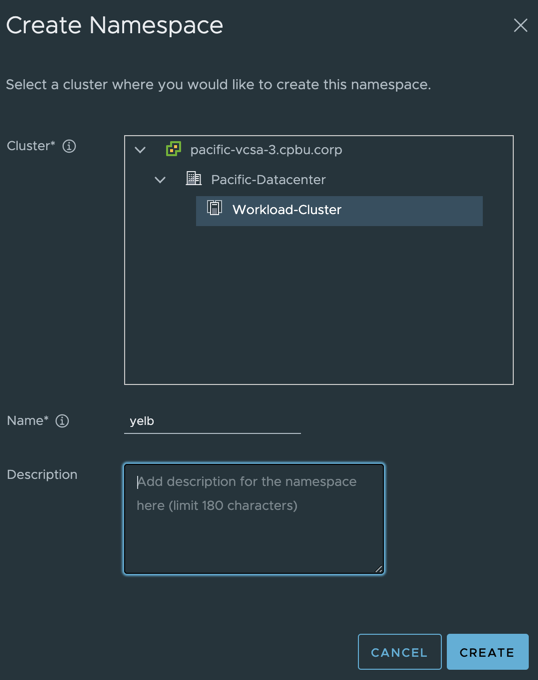 Create Namespace
Select a cluster where you would like to create this namespace.
Cluster*
pacific-vcsa-3.cpbu.corp
Pacific-Datacenter
Workload-Cluster
Name*
yelb
Description
Add description for the namespace
here (limit 180 characters)
CANCEL
CREATE